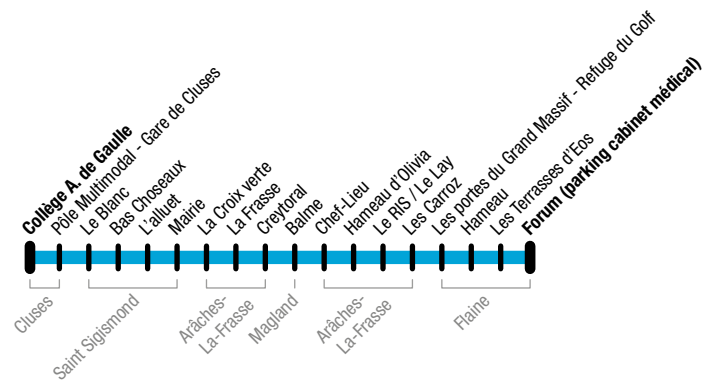 Collège A. de Gaulle
Pôle Multimodal - Gare de Cluses
Le Blanc
Bas Choseaux
L'alluet
Mairie
La Croix verte
La Frasse
Creytoral
Balme
Chef-Lieu
Hameau d'Olivia
Le RIS / Le Lay
Les Carroz
Les portes du Grand Massif - Refuge du Golf
Hameau
Les Terrasses d'Eos
Forum (parking cabinet médical)
Cluses
Saint Sigismond
Arâches-
La-Frasse
Magland
Arâches-
La-Frasse
Flaine